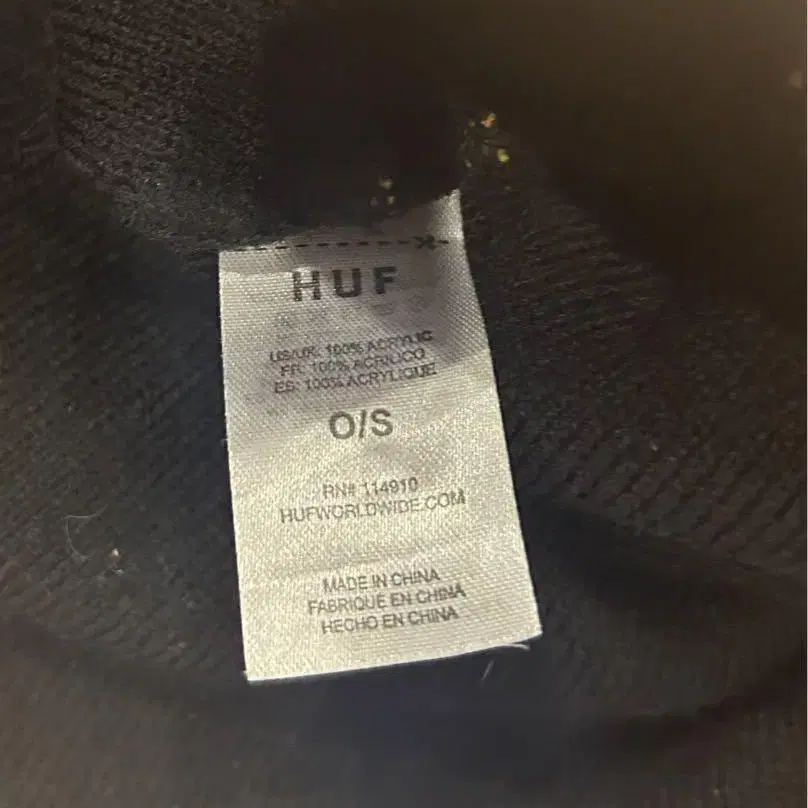 HUF
US/UK: 100% ACRYLIC
FR: 100% ACRILICO
ES: 100% ACRYLIQUE
O/S
RN# 114910
HUFWORLDWIDE.COM
MADE IN CHINA
FABRIQUÉ EN CHINA
HECHO EN CHINA